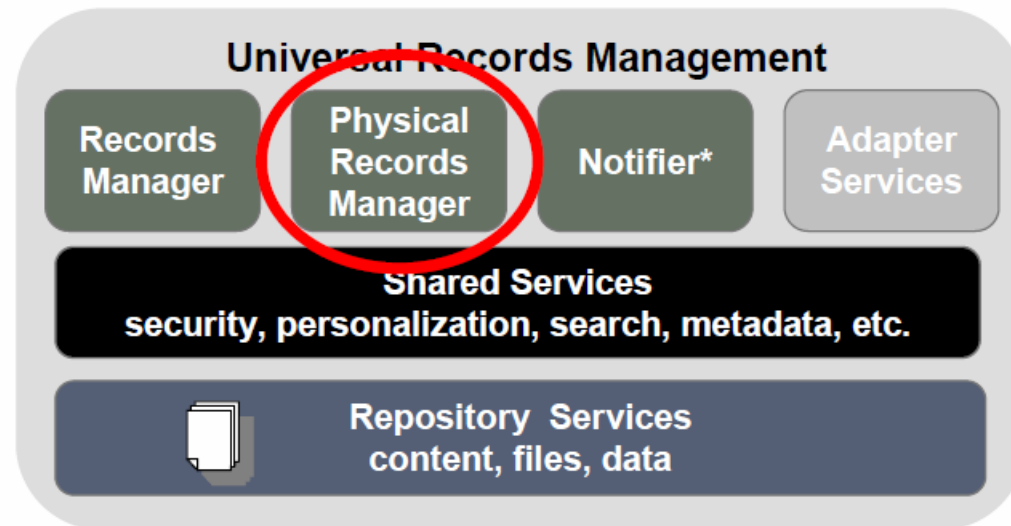 Universal Records Management
Records
Manager
Physical
Records
Manager
Notifier*
Adapter
Services
Shared Services
security, personalization, search, metadata, etc.
Repository Services
content, files, data